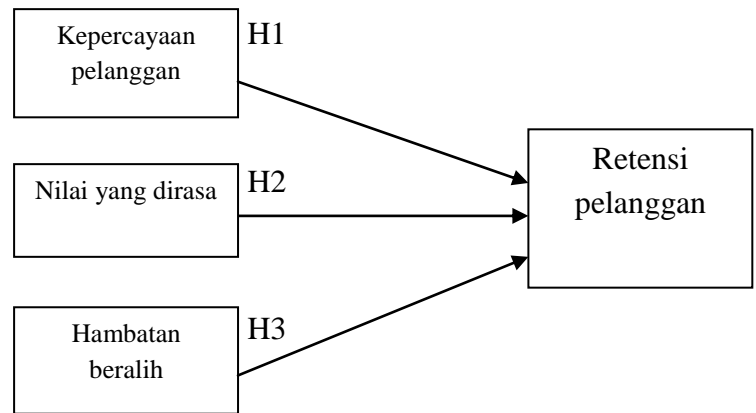 Kepercayaan
pelanggan
H1
Nilai yang dirasa
H2
Hambatan
beralih
H3
Retensi
pelanggan